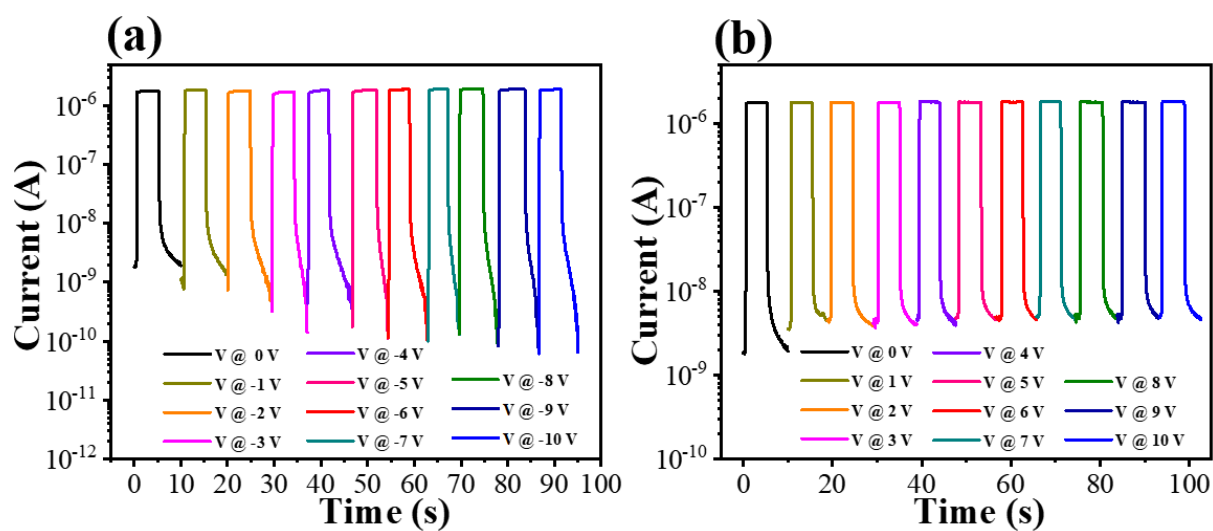 (a)
Current (A)
10-6
10-7
10-8
10-9
10-10
10-11
10-12
V @ 0 V
V @ -1 V
V @ -2 V
V @ -3 V
V @ -4 V
V @ -5 V
V @ -6 V
V @ -7 V
V @ -8 V
V @ -9 V
V @ -10 V
0 10 20 30 40 50 60 70 80 90 100
Time (s)
(b)
Current (A)
10-6
10-7
10-8
10-9
10-10
V @ 0 V
V @ 1 V
V @ 2 V
V @ 3 V
V @ 4 V
V @ 5 V
V @ 6 V
V @ 7 V
V @ 8 V
V @ 9 V
V @ 10 V
0 20 40 60 80 100
Time (s)